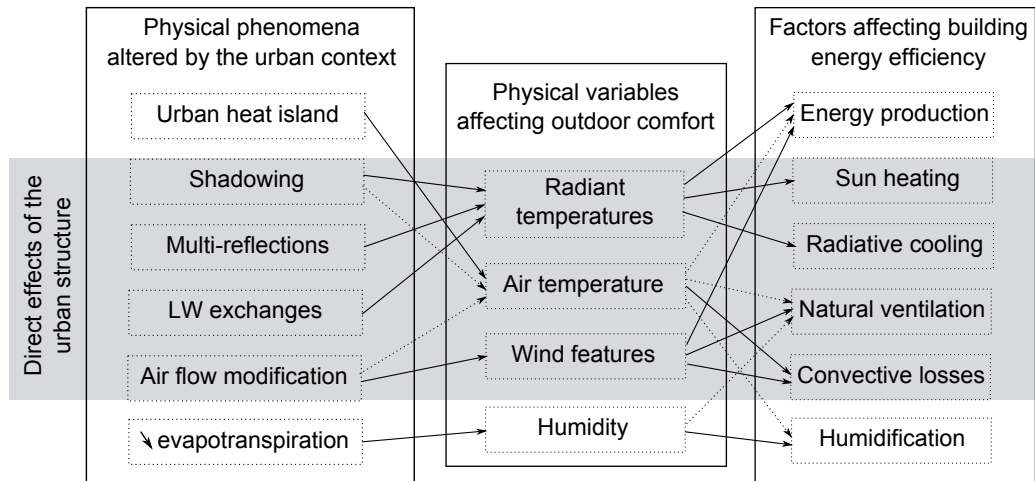 Physical phenomena
altered by the urban context
Urban heat island
Shadowing
Multi-reflections
LW exchanges
Air flow modification
↘ evapotranspiration
Direct effects of the
urban structure
Physical variables
affecting outdoor comfort
Radiant
temperatures
Air temperature
Wind features
Humidity
Factors affecting building
energy efficiency
Energy production
Sun heating
Radiative cooling
Natural ventilation
Convective losses
Humidification